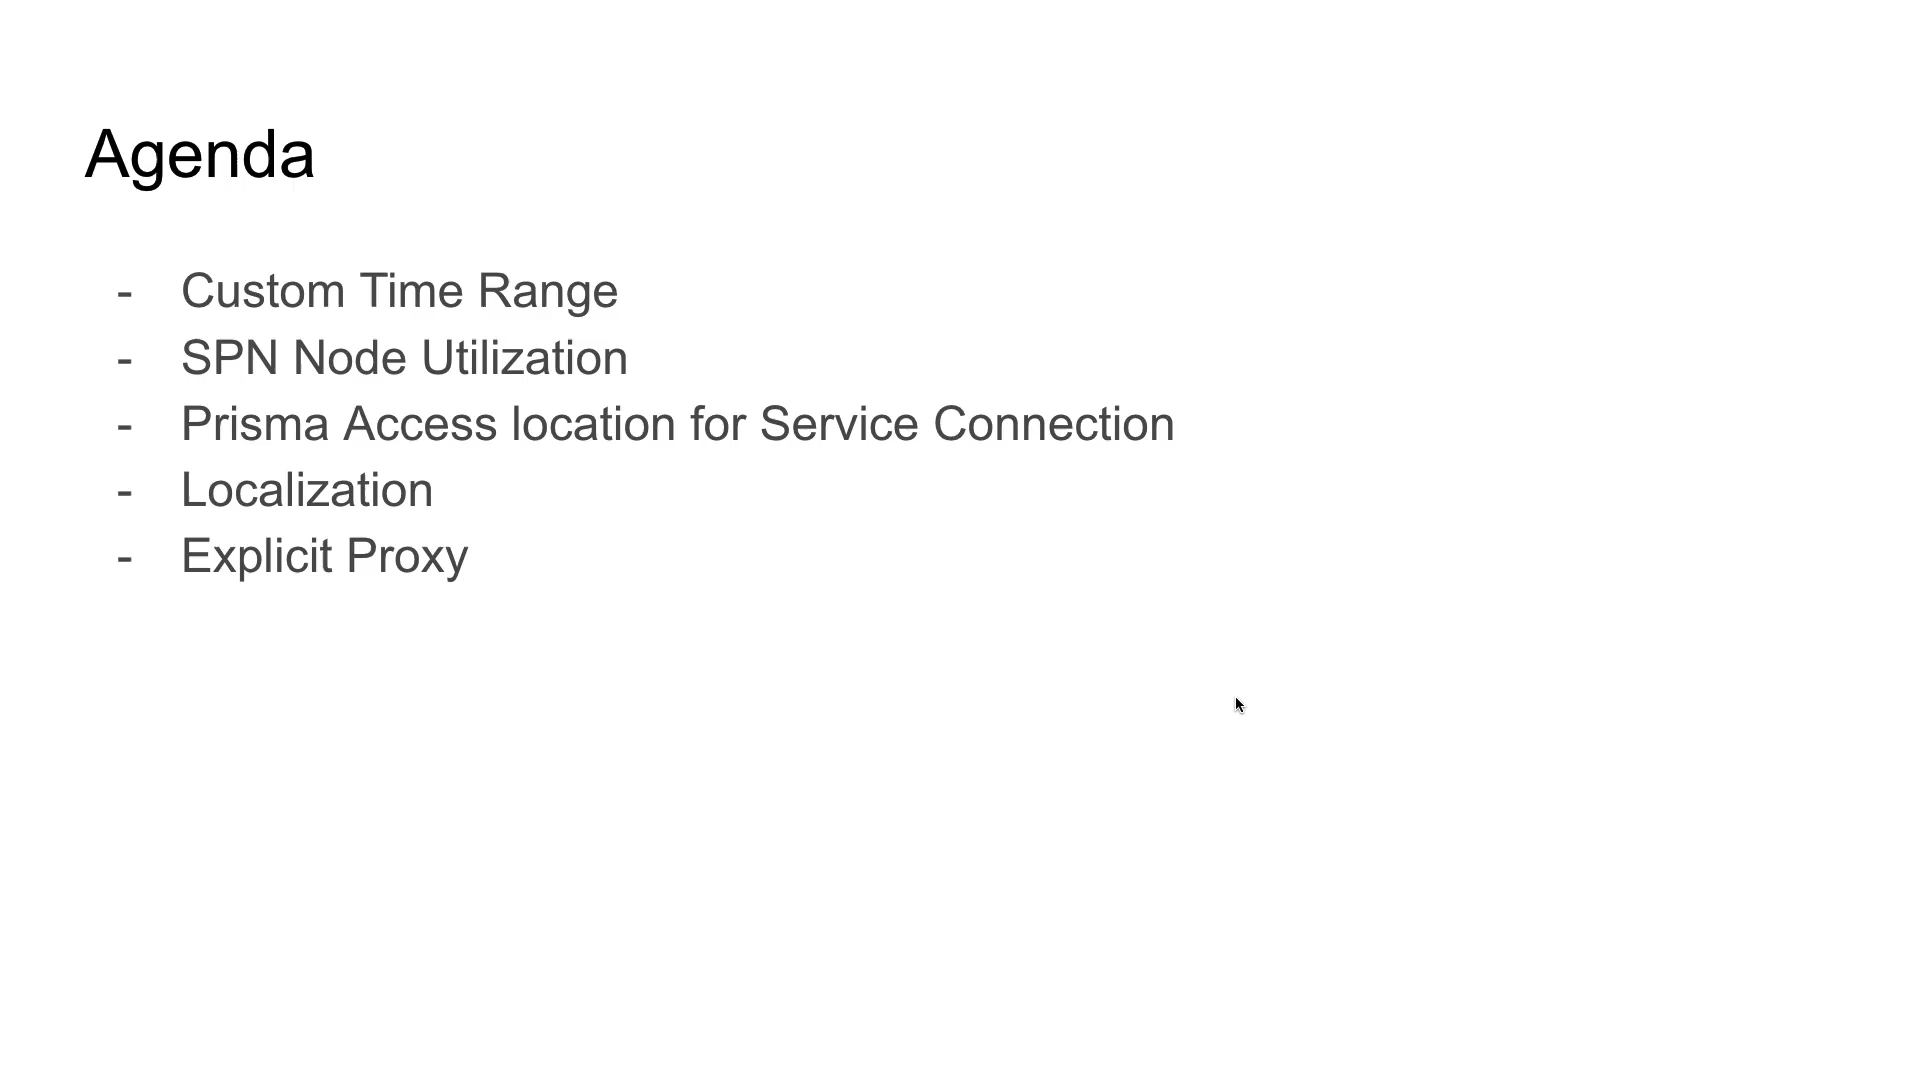 Agenda
- Custom Time Range
- SPN Node Utilization
- Prisma Access location for Service Connection
- Localization
- Explicit Proxy